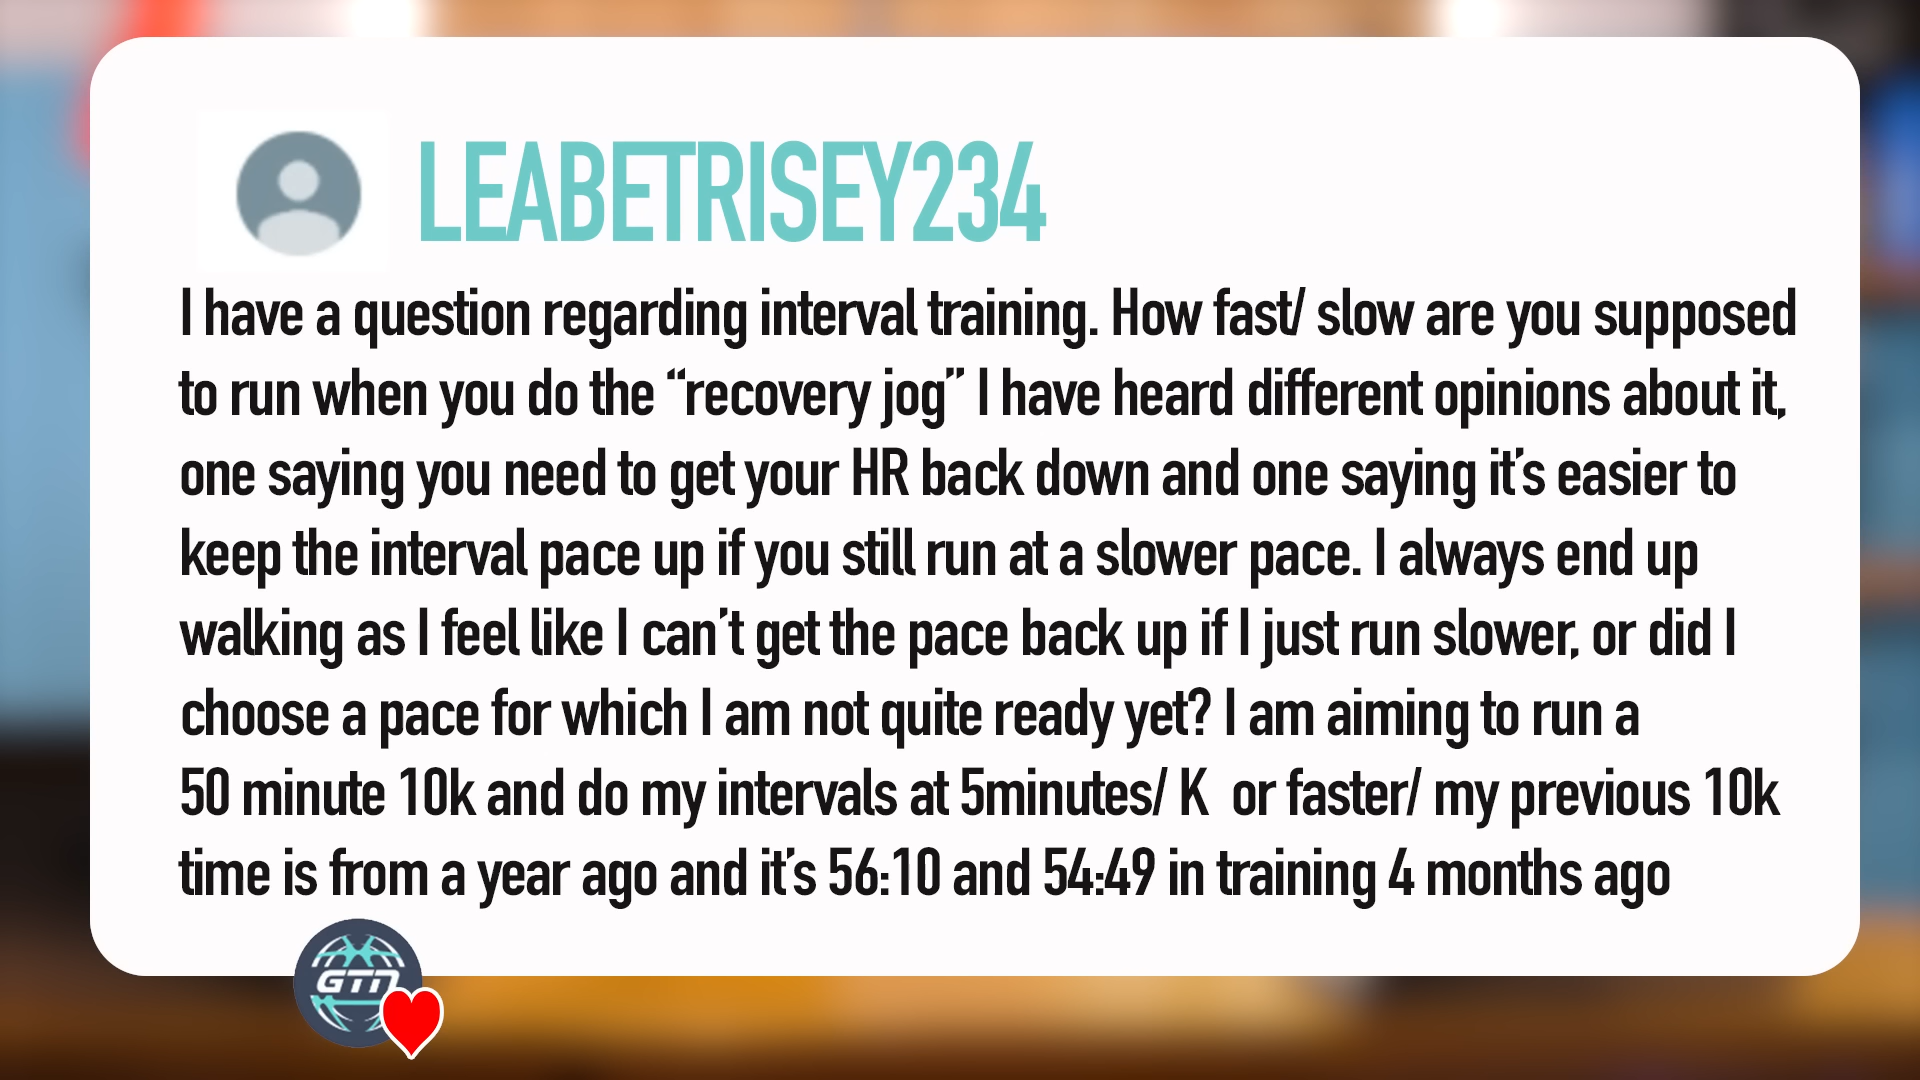 LEABETRISEY234
I have a question regarding interval training. How fast/ slow are you supposed
to run when you do the “recovery jog” I have heard different opinions about it,
one saying you need to get your HR back down and one saying it’s easier to
keep the interval pace up if you still run at a slower pace. I always end up
walking as I feel like I can’t get the pace back up if I just run slower, or did I
choose a pace for which I am not quite ready yet? I am aiming to run a
50 minute 10k and do my intervals at 5minutes/ K  or faster/ my previous 10k
time is from a year ago and it’s 56:10 and 54:49 in training 4 months ago
GTN